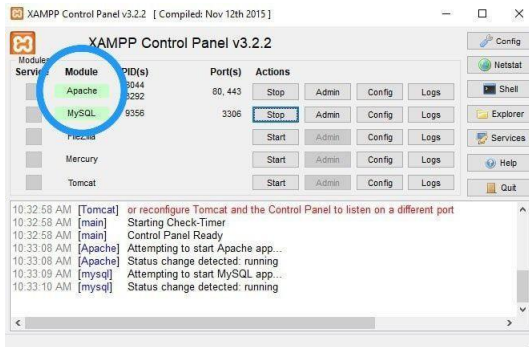 XAMPP Control Panel v3.2.2 [ Compiled: Nov 12th 2015 ]
XAMPP Control Panel v3.2.2
Config
Modules
Service Module PID(s) Port(s) Actions
Netstat
Apache 3292 80, 443 Stop Admin Config Logs
Shell
MySQL 9356 3306 Stop Admin Config Logs
Explorer
FileZilla Start Admin Config Logs
Services
Mercury Start Admin Config Logs
Help
Tomcat Start Admin Config Logs
Quit
10:32:58 AM [Tomcat] or reconfigure Tomcat and the Control Panel to listen on a different port
10:32:58 AM [main] Starting Check-Timer
10:32:58 AM [main] Control Panel Ready
10:33:08 AM [Apache] Attempting to start Apache app...
10:33:08 AM [Apache] Status change detected: running
10:33:09 AM [mysql] Attempting to start MySQL app...
10:33:10 AM [mysql] Status change detected: running